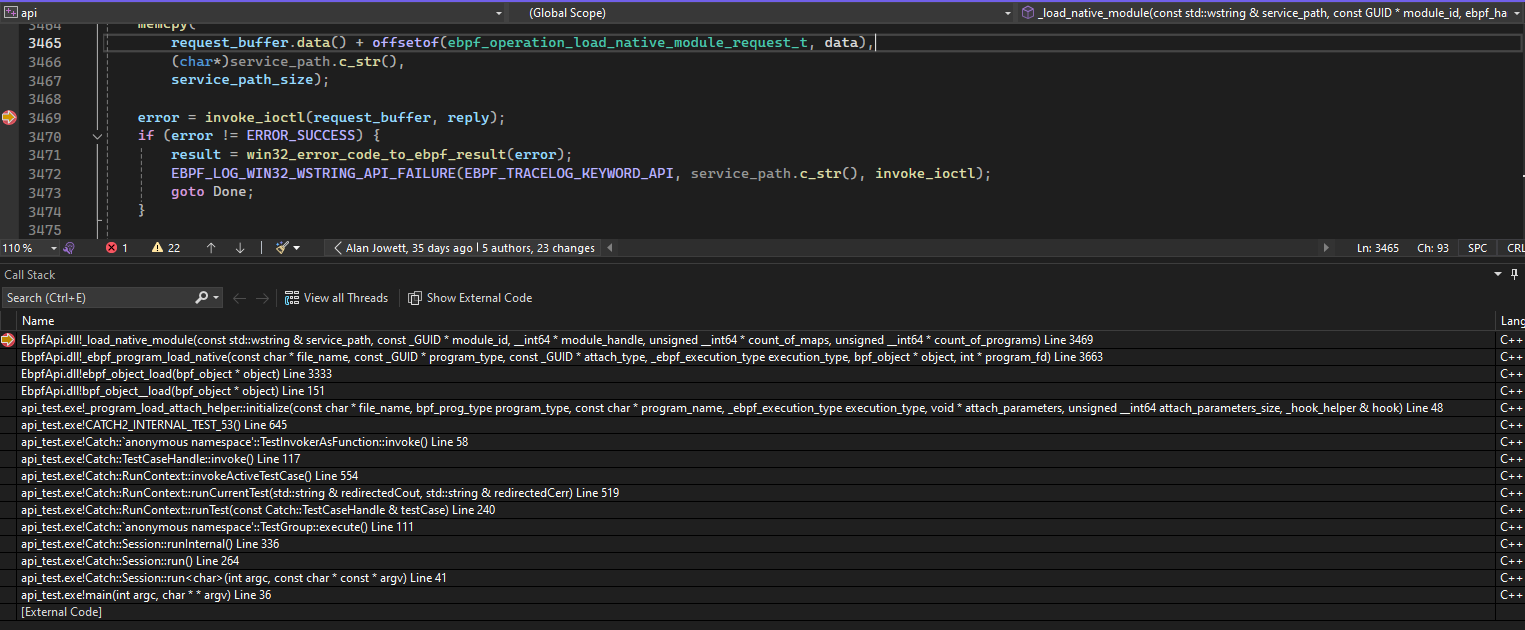 api (Global Scope) _load_native_module(const std::wstring & service_path, const GUID * module_id, ebpf_ha
3464 memcpy(
3465 request_buffer.data() + offsetof(ebpf_operation_load_native_module_request_t, data),
3466 (char*)service_path.c_str(),
3467 service_path_size);
3468
3469 error = invoke_ioctl(request_buffer, reply);
3470 if (error != ERROR_SUCCESS) {
3471 result = win32_error_code_to_ebpf_result(error);
3472 EBPF_LOG_WIN32_WSTRING_API_FAILURE(EBPF_TRACELOG_KEYWORD_API, service_path.c_str(), invoke_ioctl);
3473 goto Done;
3474 }
3475
110 % 1 22 Alan Jowett, 35 days ago | 5 authors, 23 changes Ln: 3465 Ch: 93 SPC CRL
Call Stack
Search (Ctrl+E) View all Threads Show External Code
Name Lang
EbpfApi.dll!_load_native_module(const std::wstring & service_path, const _GUID * module_id, __int64 * module_handle, unsigned __int64 * count_of_maps, unsigned __int64 * count_of_programs) Line 3469 C++
EbpfApi.dll!_ebpf_program_load_native(const char * file_name, const _GUID * program_type, const _GUID * attach_type, _ebpf_execution_type execution_type, bpf_object * object, int * program_fd) Line 3663 C++
EbpfApi.dll!ebpf_object_load(bpf_object * object) Line 3333 C++
EbpfApi.dll!bpf_object__load(bpf_object * object) Line 151 C++
api_test.exe!_program_load_attach_helper::initialize(const char * file_name, bpf_prog_type program_type, const char * program_name, _ebpf_execution_type execution_type, void * attach_parameters, unsigned __int64 attach_parameters_size, _hook_helper & hook) Line 48 C++
api_test.exe!CATCH2_INTERNAL_TEST_53() Line 645 C++
api_test.exe!Catch::`anonymous namespace'::TestInvokerAsFunction::invoke() Line 58 C++
api_test.exe!Catch::TestCaseHandle::invoke() Line 117 C++
api_test.exe!Catch::RunContext::invokeActiveTestCase() Line 554 C++
api_test.exe!Catch::RunContext::runCurrentTest(std::string & redirectedCout, std::string & redirectedCerr) Line 519 C++
api_test.exe!Catch::RunContext::runTest(const Catch::TestCaseHandle & testCase) Line 240 C++
api_test.exe!Catch::`anonymous namespace'::TestGroup::execute() Line 111 C++
api_test.exe!Catch::Session::runInternal() Line 336 C++
api_test.exe!Catch::Session::run() Line 264 C++
api_test.exe!Catch::Session::run<char>(int argc, const char * const * argv) Line 41 C++
api_test.exe!main(int argc, char * * argv) Line 36 C++
[External Code]